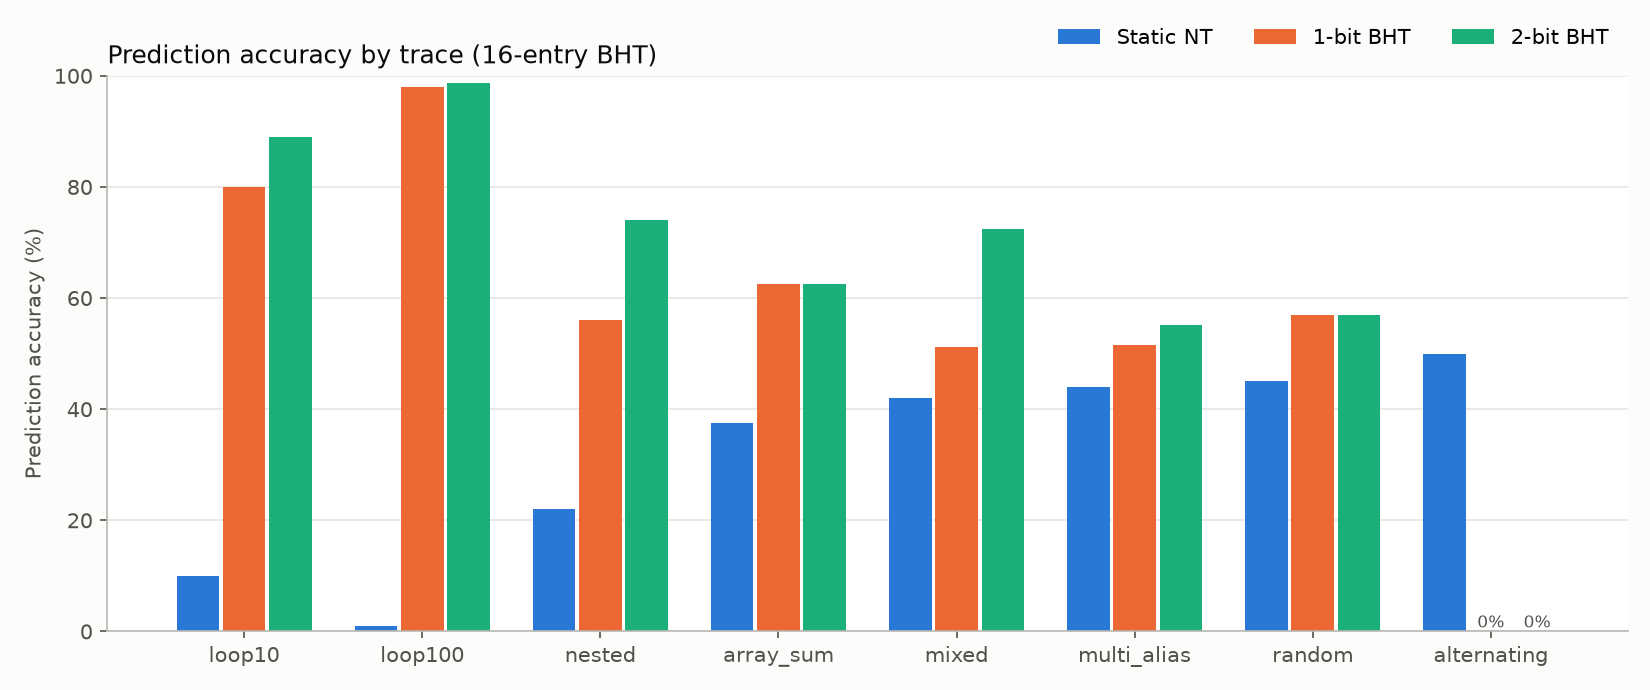 Static NT 1-bit BHT 2-bit BHT
Prediction accuracy by trace (16-entry BHT)
Prediction accuracy (%)
100
80
60
40
20
0
0% 0%
loop10 loop100 nested array_sum mixed multi_alias random alternating